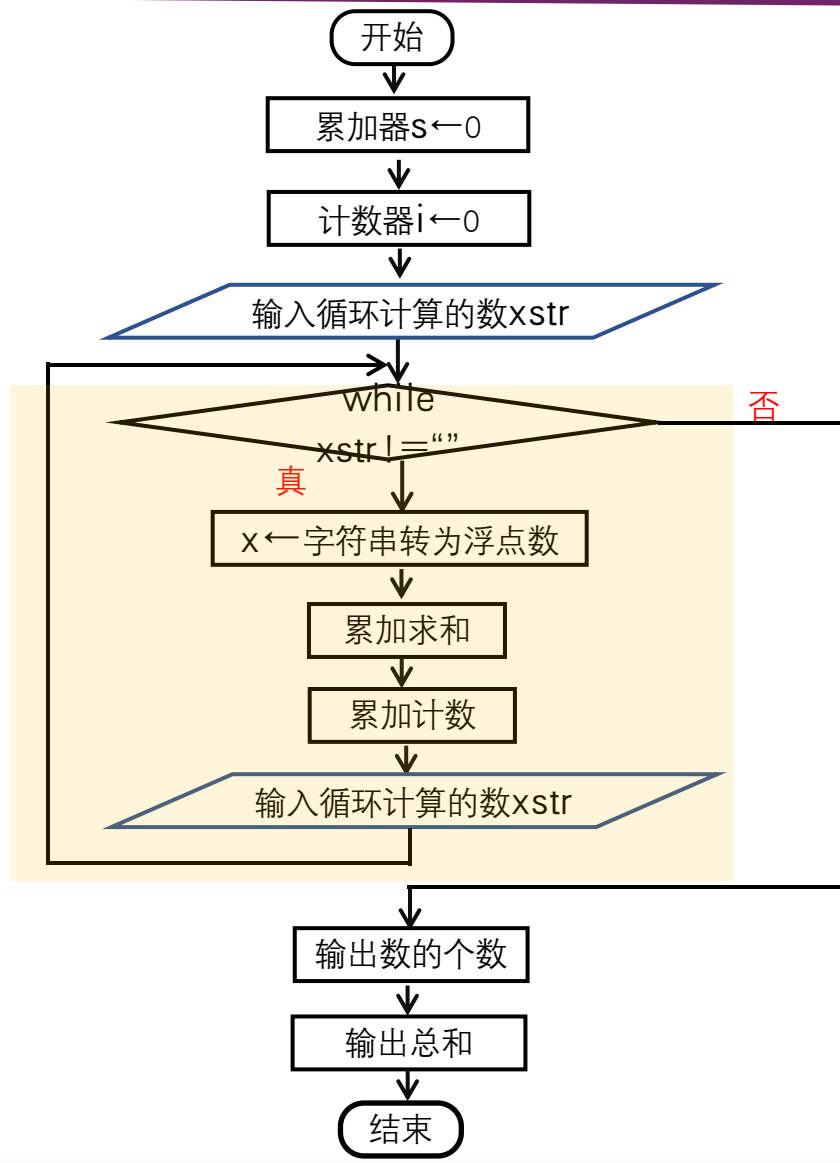 开始
累加器s←0
计数器i←0
输入循环计算的数xstr
while
xstr!=“”
否
真
x←字符串转为浮点数
累加求和
累加计数
输入循环计算的数xstr
输出数的个数
输出总和
结束